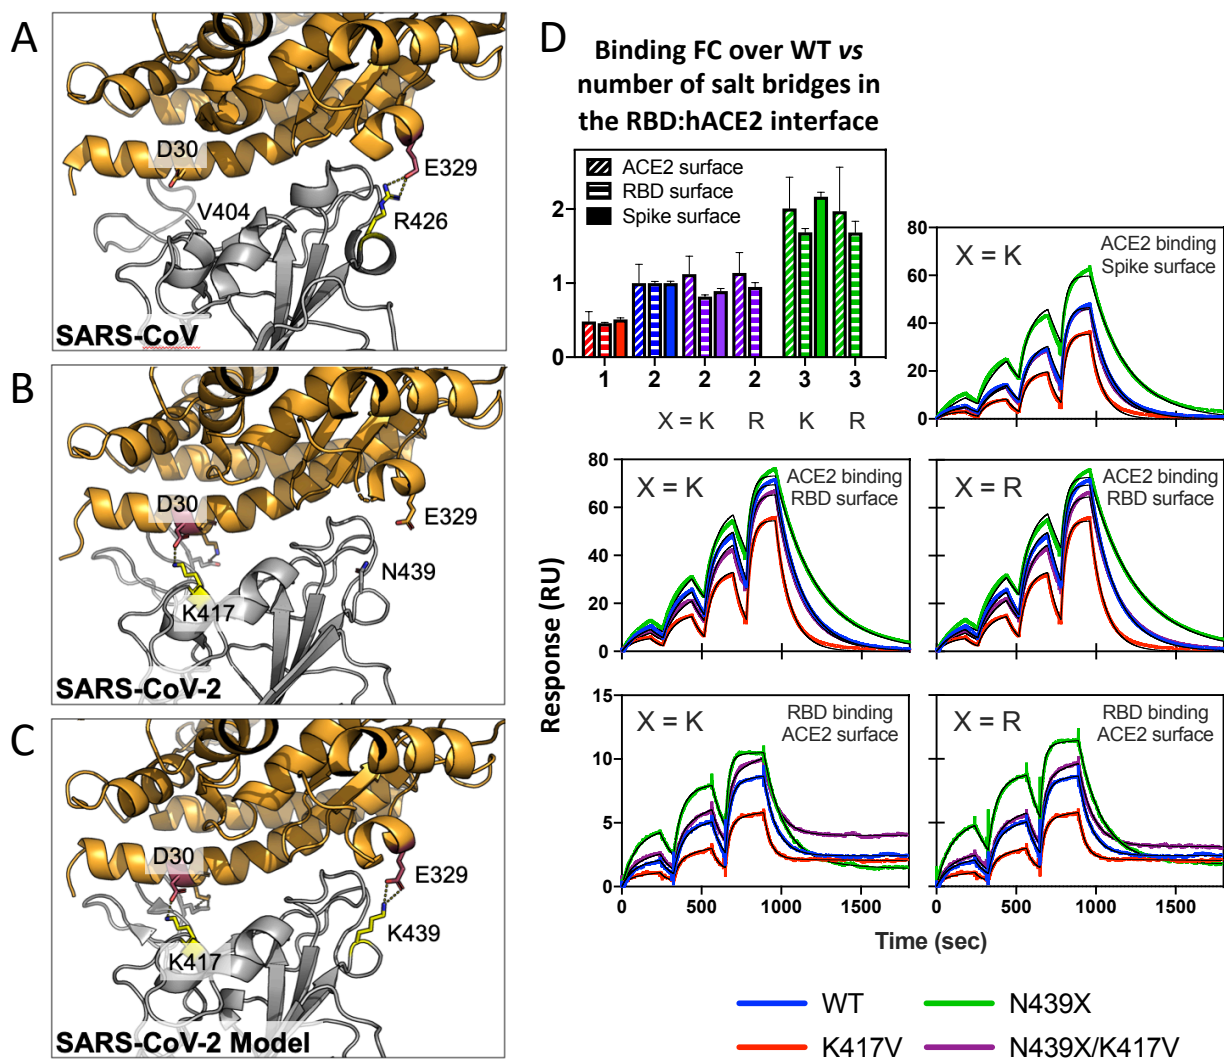 A
D30
E329
V404
R426
SARS-CoV
B
D30
E329
N439
K417
SARS-CoV-2
C
D30
E329
K439
K417
SARS-CoV-2 Model
D
Binding FC over WT vs
number of salt bridges in
the RBD:hACE2 interface
ACE2 surface
RBD surface
Spike surface
2
1
0
1 2 2 2 3 3
X = K R K R
80
60
40
20
0
X = K
ACE2 binding
Spike surface
80
60
40
20
0
X = K
ACE2 binding
RBD surface
X = R
ACE2 binding
RBD surface
Response (RU)
15
10
5
0
X = K
RBD binding
ACE2 surface
X = R
RBD binding
ACE2 surface
0 500 1000 1500
0 500 1000 1500
Time (sec)
WT
N439X
K417V
N439X/K417V